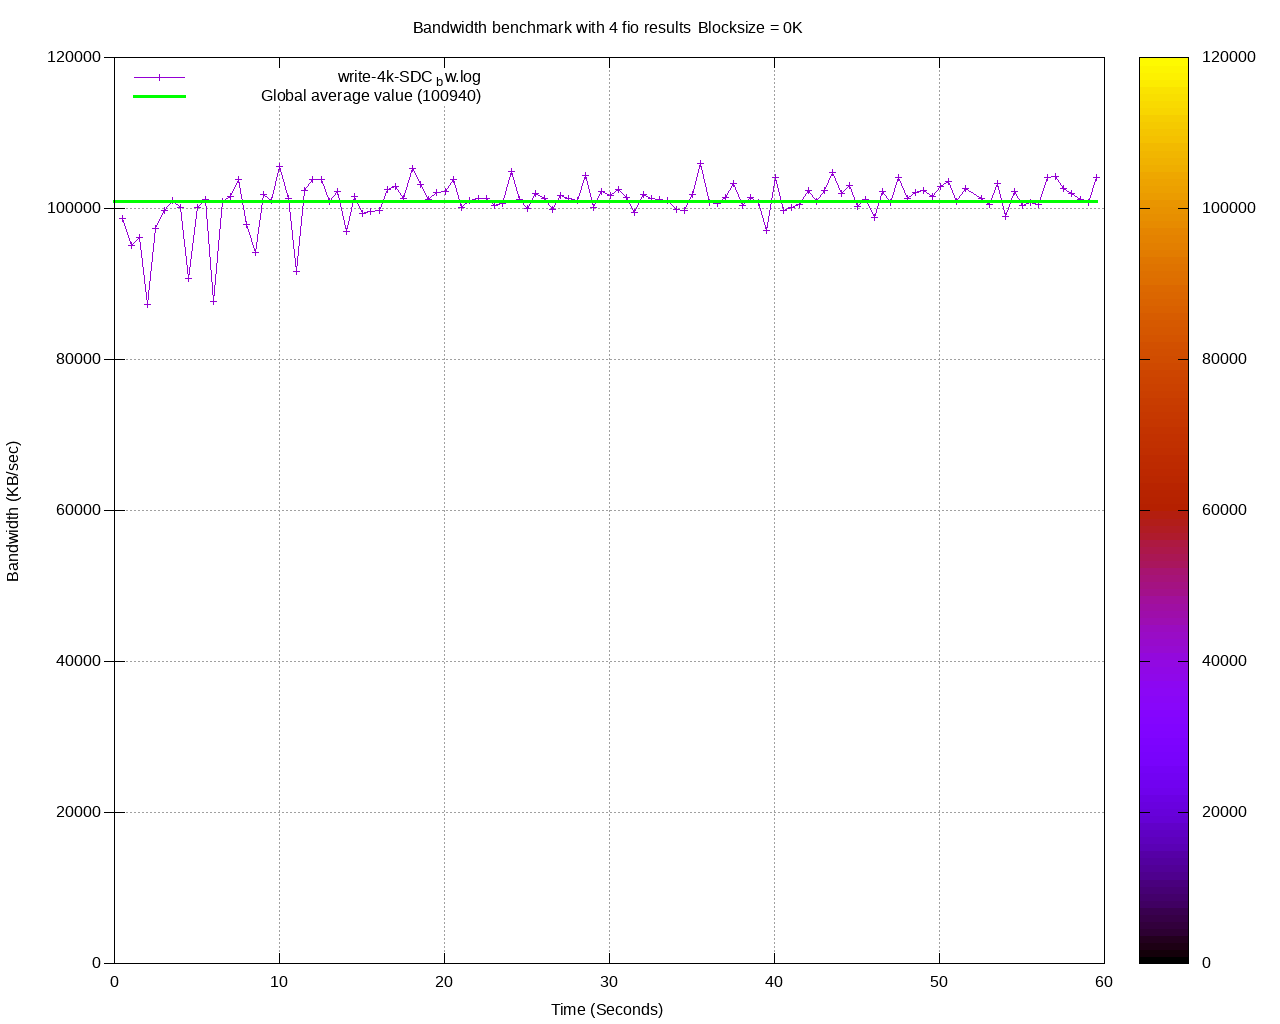 Bandwidth benchmark with 4 fio results Blocksize = 0K
120000
100000
80000
60000
40000
20000
0
write-4k-SDC_bw.log
Global average value (100940)
120000
100000
80000
60000
40000
20000
0
0 10 20 30 40 50 60
Time (Seconds)
Bandwidth (KB/sec)